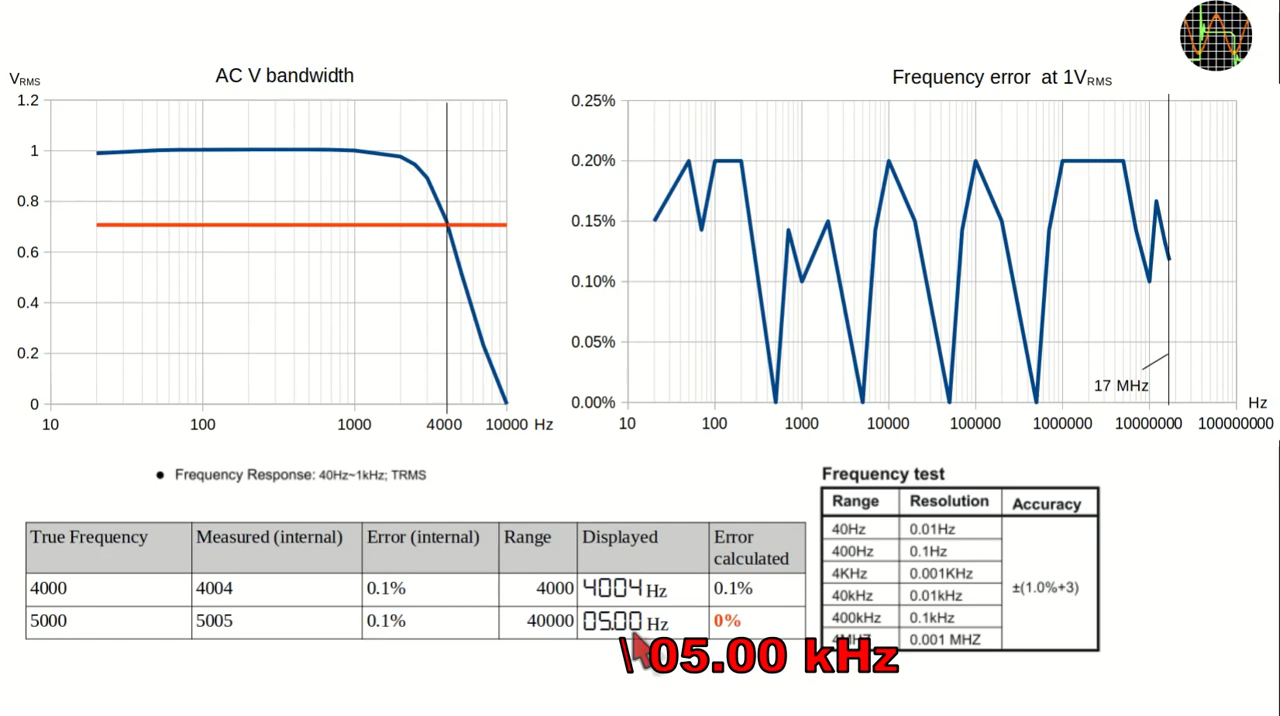 AC V bandwidth
VRMS
1.2
1
0.8
0.6
0.4
0.2
0
10 100 1000 4000 10000 Hz
Frequency error at 1VRMS
0.25%
0.20%
0.15%
0.10%
0.05%
0.00%
17 MHz
Hz
10 100 1000 10000 100000 1000000 10000000 100000000
● Frequency Response: 40Hz~1kHz; TRMS
True Frequency Measured (internal) Error (internal) Range Displayed Error calculated
4000 4004 0.1% 4000 4004 Hz 0.1%
5000 5005 0.1% 40000 05.00 Hz 0%
\ 05.00 kHz
Frequency test
Range Resolution Accuracy
40Hz 0.01Hz
400Hz 0.1Hz
4KHz 0.001KHz
±(1.0%+3)
40kHz 0.01kHz
400kHz 0.1kHz
4MHZ 0.001 MHZ